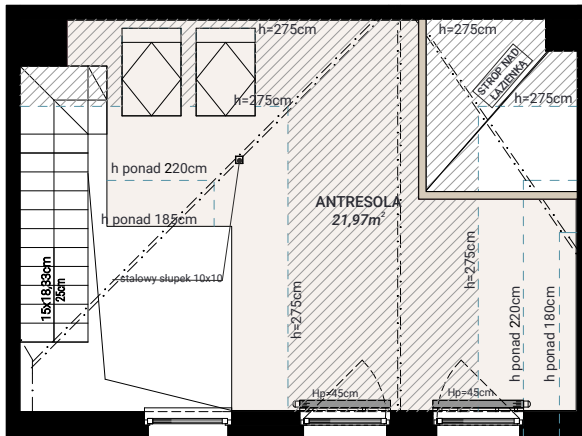 h=275cm
h=275cm
h=275cm
h=275cm
STROP NAD
ŁAZIENKĄ
h ponad 220cm
h ponad 185cm
ANTRESOLA
21,97m²
stalowy słupek 10x10
15x18,33cm
25cm
h=275cm
h=275cm
h ponad 220cm
h ponad 180cm
Hp=45cm
Hp=45cm